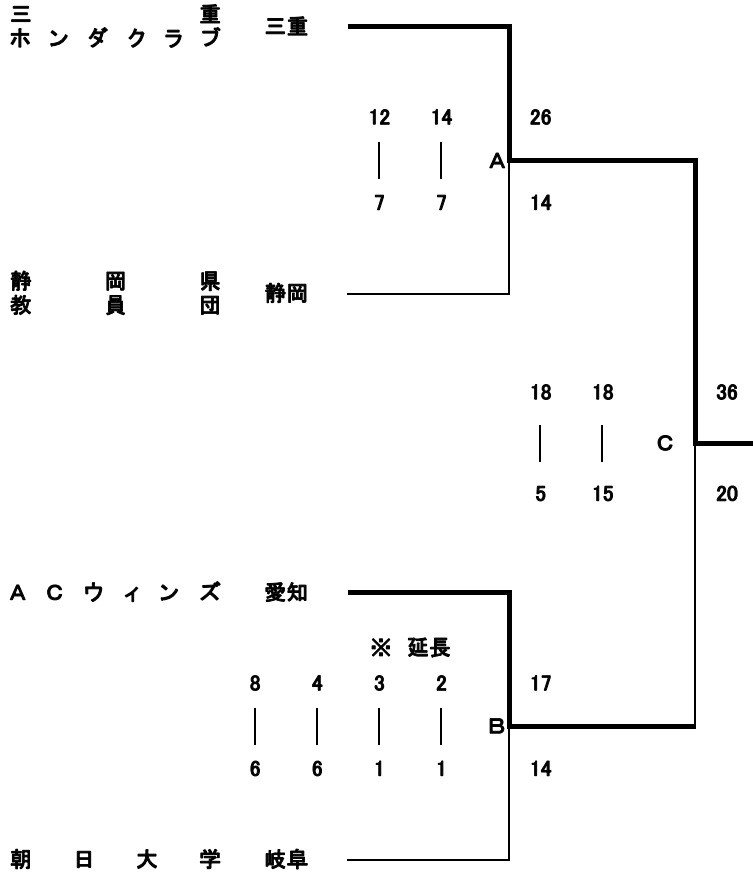 三重
ホンダクラブ 三重
12 14 26
A
7 7 14
静岡県
教員団 静岡
18 18 36
C
5 15 20
ACウィンズ 愛知
※ 延長
8 4 3 2 17
B
6 6 1 1 14
朝日大学 岐阜